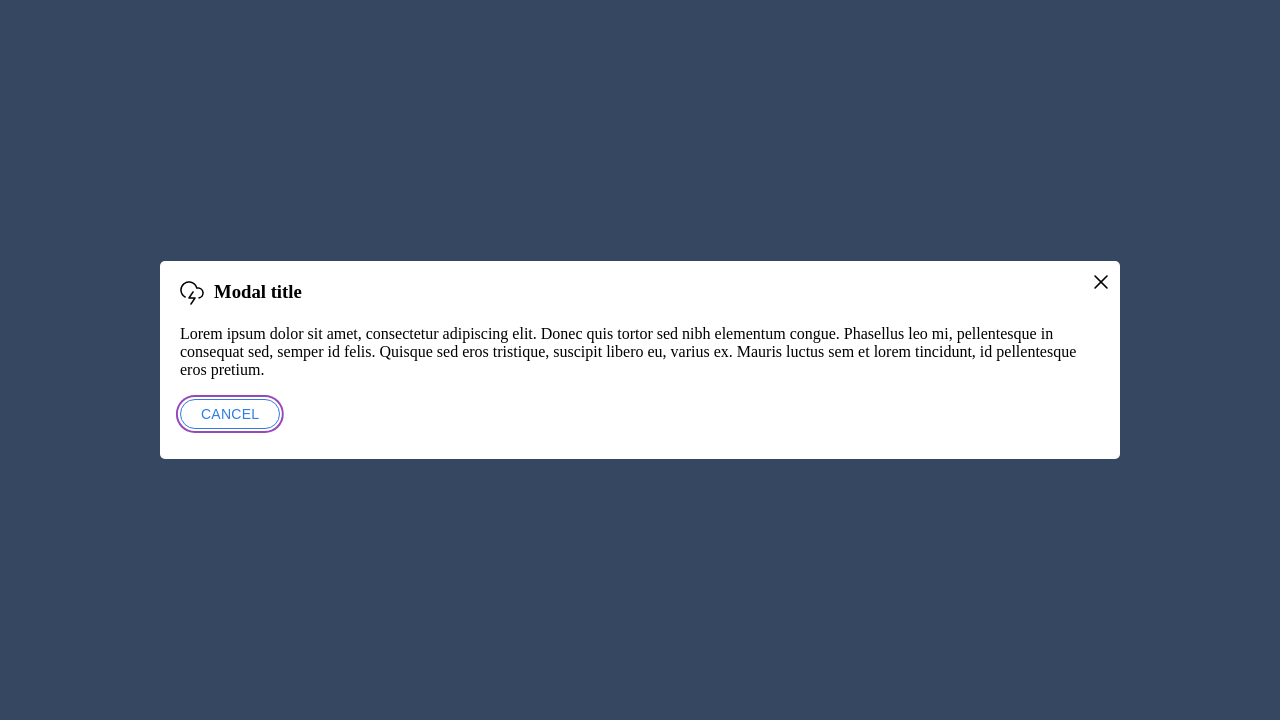 Modal title
Lorem ipsum dolor sit amet, consectetur adipiscing elit. Donec quis tortor sed nibh elementum congue. Phasellus leo mi, pellentesque in
consequat sed, semper id felis. Quisque sed eros tristique, suscipit libero eu, varius ex. Mauris luctus sem et lorem tincidunt, id pellentesque
eros pretium.
CANCEL